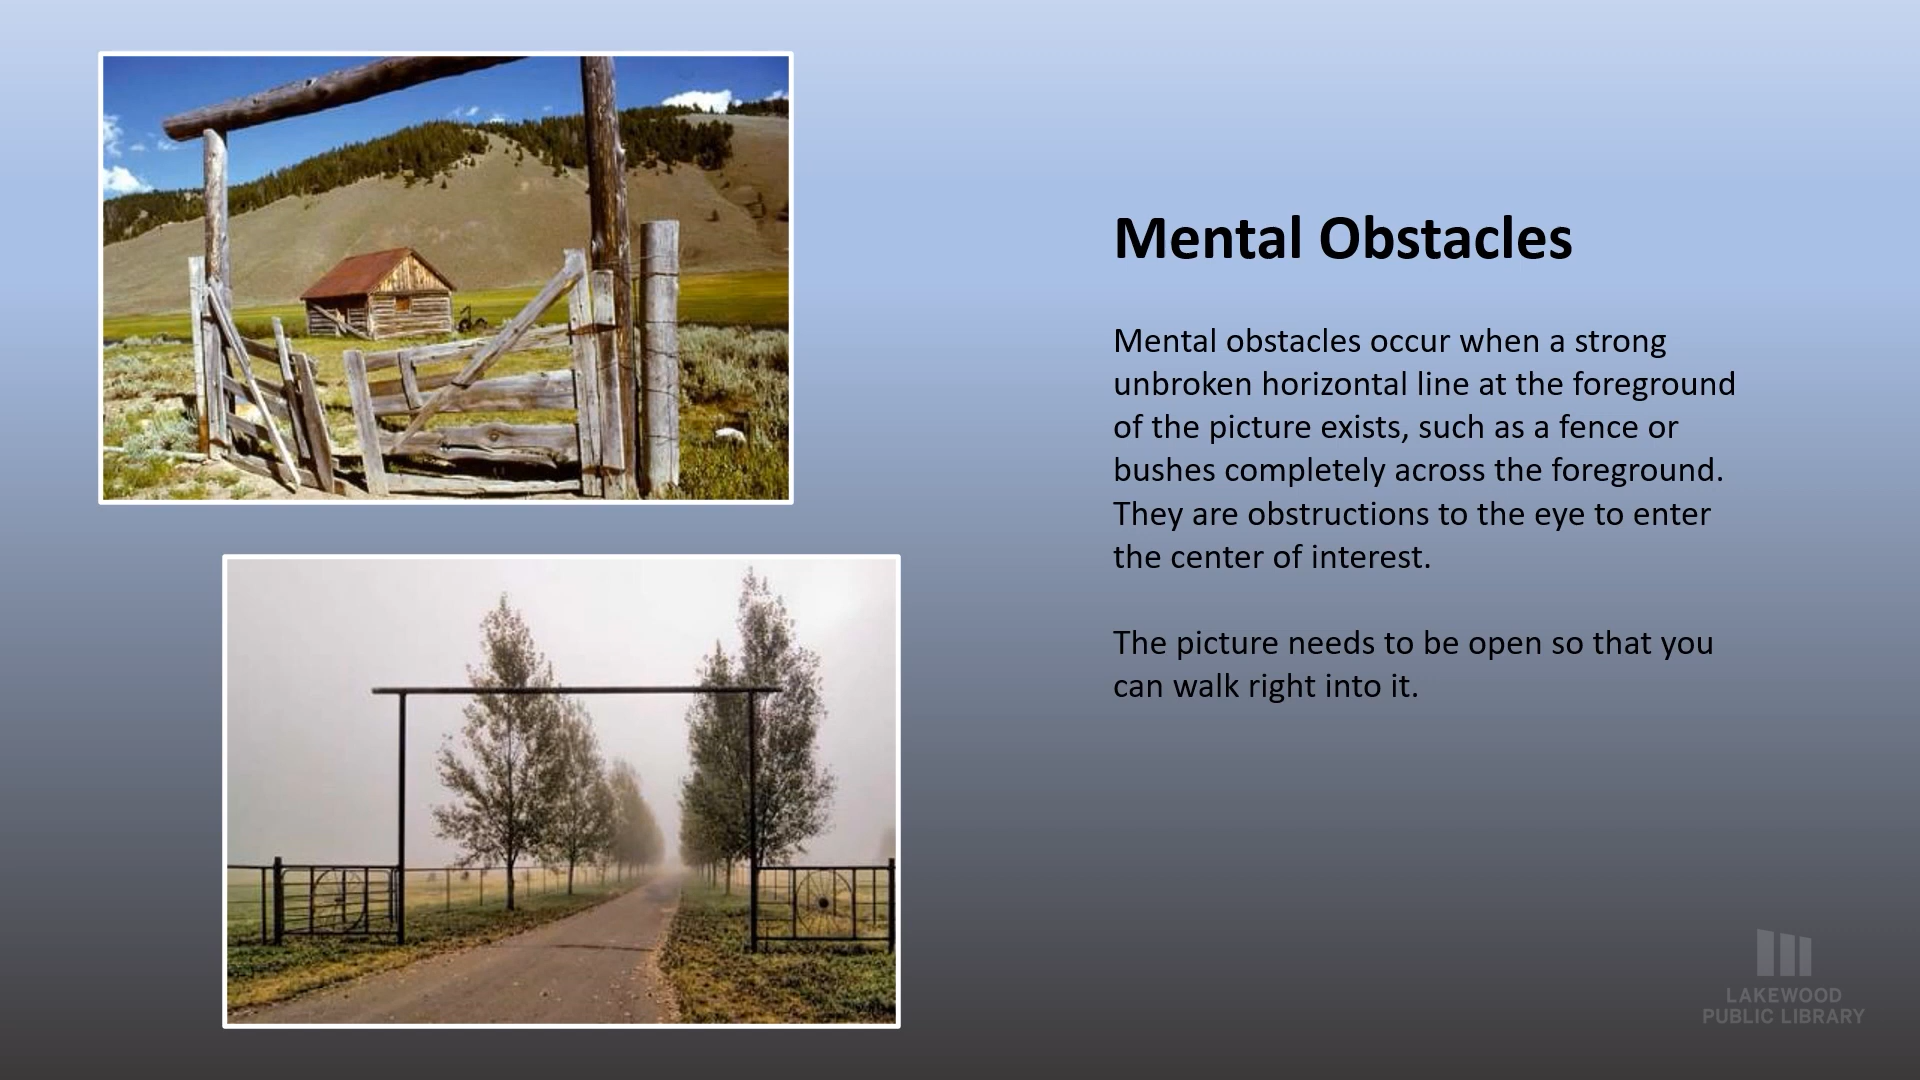 Mental Obstacles
Mental obstacles occur when a strong
unbroken horizontal line at the foreground
of the picture exists, such as a fence or
bushes completely across the foreground.
They are obstructions to the eye to enter
the center of interest.
The picture needs to be open so that you
can walk right into it.
LAKEWOOD
PUBLIC LIBRARY